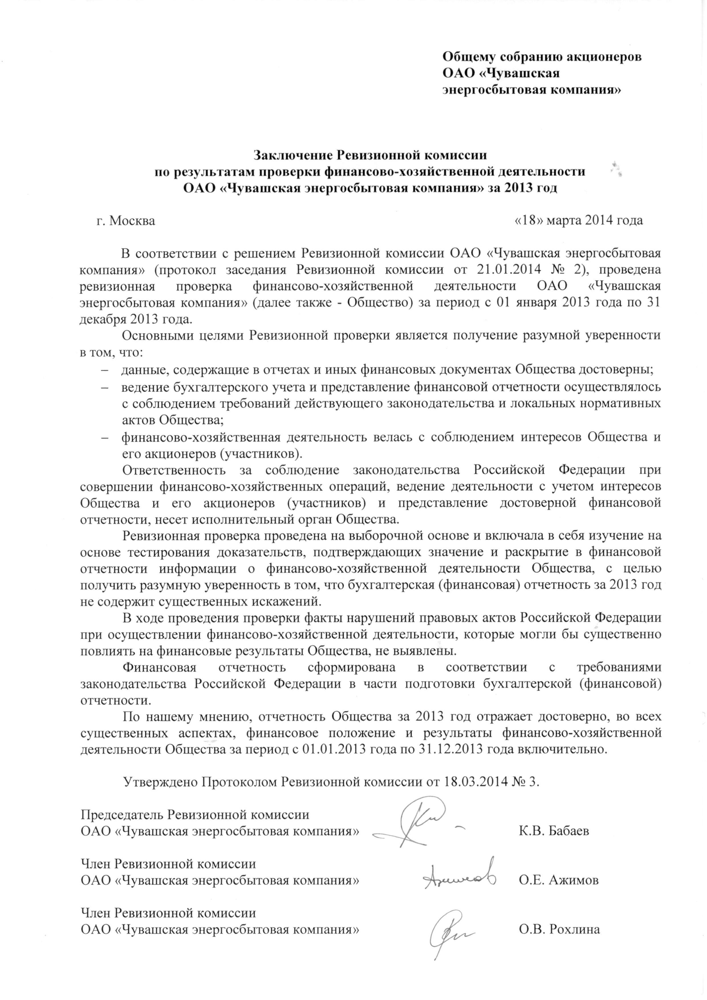 Общему собранию акционеров
ОАО «Чувашская
энергосбытовая компания»
Заключение Ревизионной комиссии
по результатам проверки финансово-хозяйственной деятельности
ОАО «Чувашская энергосбытовая компания» за 2013 год
г. Москва «18» марта 2014 года
В соответствии с решением Ревизионной комиссии ОАО «Чувашская энергосбытовая
компания» (протокол заседания Ревизионной комиссии от 21.01.2014 № 2), проведена
ревизионная проверка финансово-хозяйственной деятельности ОАО «Чувашская
энергосбытовая компания» (далее также - Общество) за период с 01 января 2013 года по 31
декабря 2013 года.
Основными целями Ревизионной проверки является получение разумной уверенности
в том, что:
– данные, содержащие в отчетах и иных финансовых документах Общества достоверны;
– ведение бухгалтерского учета и представление финансовой отчетности осуществлялось
с соблюдением требований действующего законодательства и локальных нормативных
актов Общества;
– финансово-хозяйственная деятельность велась с соблюдением интересов Общества и
его акционеров (участников).
Ответственность за соблюдение законодательства Российской Федерации при
совершении финансово-хозяйственных операций, ведение деятельности с учетом интересов
Общества и его акционеров (участников) и представление достоверной финансовой
отчетности, несет исполнительный орган Общества.
Ревизионная проверка проведена на выборочной основе и включала в себя изучение на
основе тестирования доказательств, подтверждающих значение и раскрытие в финансовой
отчетности информации о финансово-хозяйственной деятельности Общества, с целью
получить разумную уверенность в том, что бухгалтерская (финансовая) отчетность за 2013 год
не содержит существенных искажений.
В ходе проведения проверки факты нарушений правовых актов Российской Федерации
при осуществлении финансово-хозяйственной деятельности, которые могли бы существенно
повлиять на финансовые результаты Общества, не выявлены.
Финансовая отчетность сформирована в соответствии с требованиями
законодательства Российской Федерации в части подготовки бухгалтерской (финансовой)
отчетности.
По нашему мнению, отчетность Общества за 2013 год отражает достоверно, во всех
существенных аспектах, финансовое положение и результаты финансово-хозяйственной
деятельности Общества за период с 01.01.2013 года по 31.12.2013 года включительно.
Утверждено Протоколом Ревизионной комиссии от 18.03.2014 № 3.
Председатель Ревизионной комиссии
ОАО «Чувашская энергосбытовая компания» К.В. Бабаев
Член Ревизионной комиссии
ОАО «Чувашская энергосбытовая компания» О.Е. Ажимов
Член Ревизионной комиссии
ОАО «Чувашская энергосбытовая компания» О.В. Рохлина